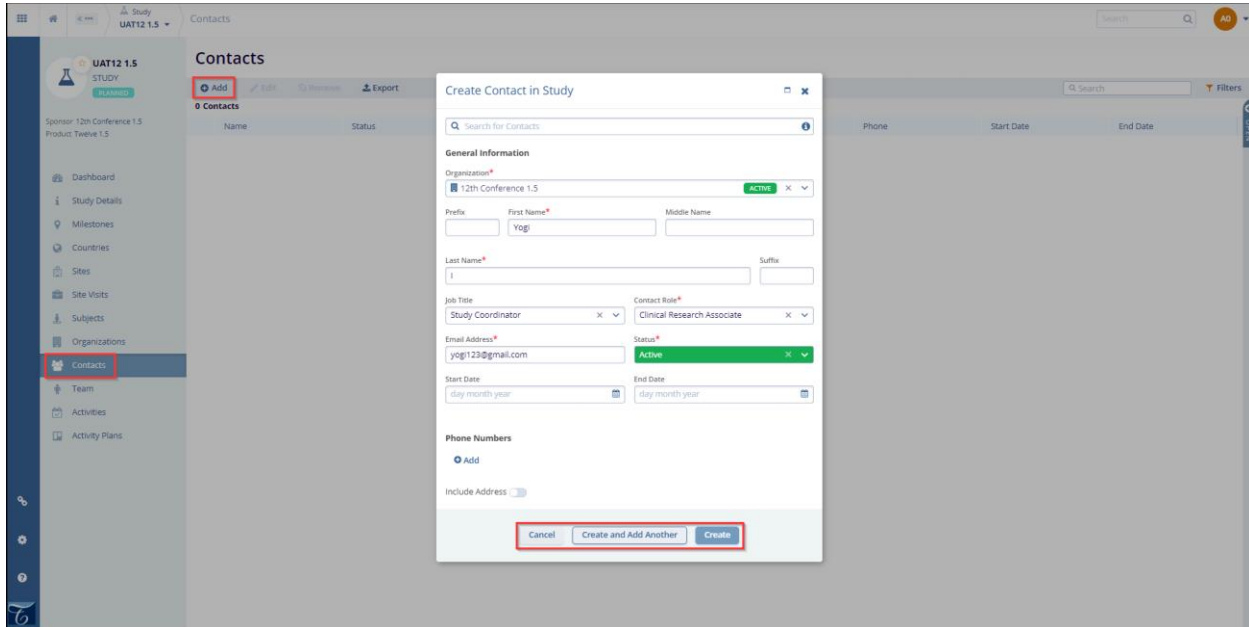 Study
UAT12 1.5
Contacts
Search
AO
UAT12 1.5
STUDY
PLANNED
Sponsor 12th Conference 1.5
Product Twelve 1.5
Dashboard
Study Details
Milestones
Countries
Sites
Site Visits
Subjects
Organizations
Contacts
Team
Activities
Activity Plans
Contacts
Add Edit Remove Export
Search
Filters
0 Contacts
Name Status Phone Start Date End Date
Create Contact in Study
Search for Contacts
General Information
Organization*
12th Conference 1.5 ACTIVE
Prefix First Name* Middle Name
Yogi
Last Name* Suffix
I
Job Title Contact Role*
Study Coordinator Clinical Research Associate
Email Address* Status*
yogi123@gmail.com Active
Start Date End Date
day month year day month year
Phone Numbers
Add
Include Address
Cancel Create and Add Another Create